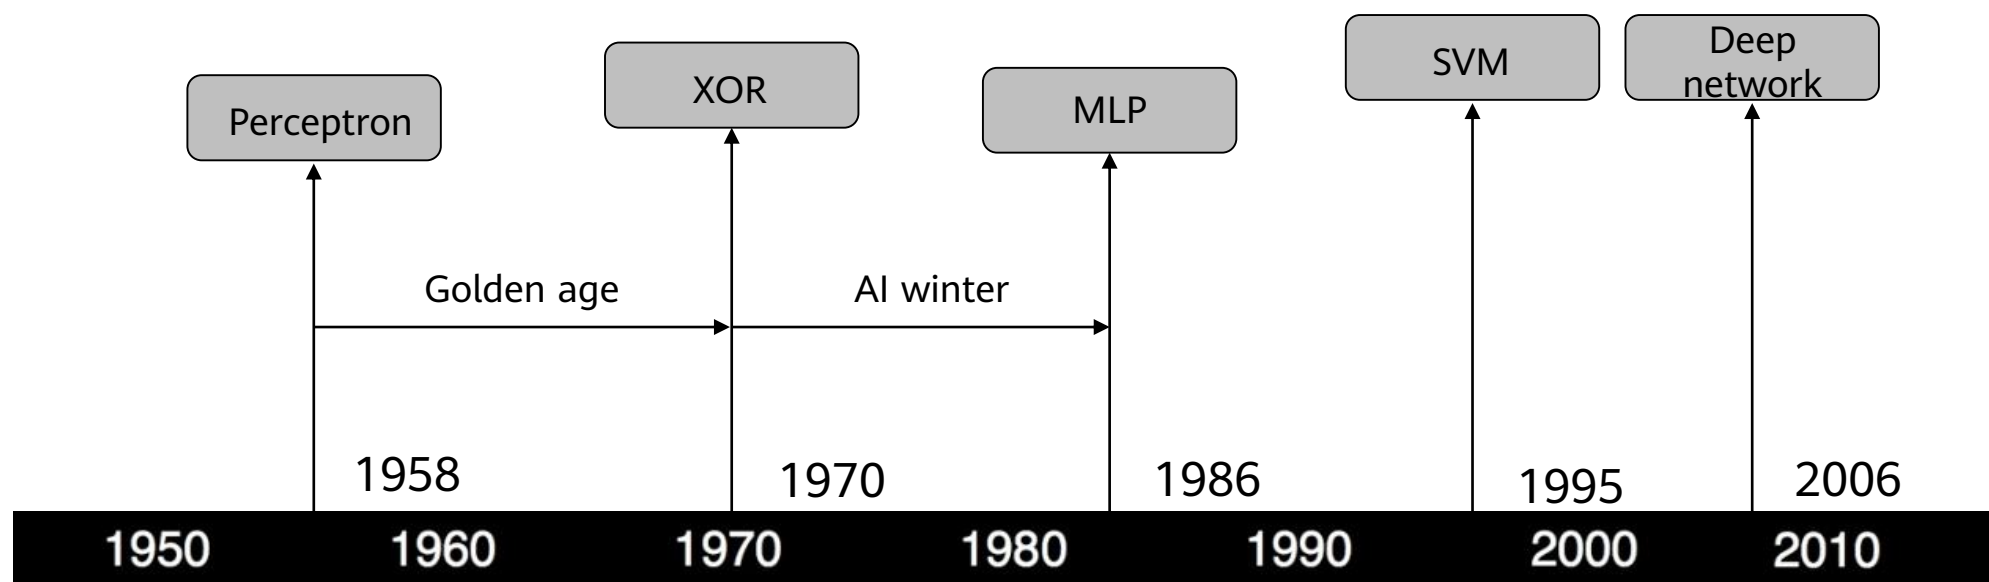 Perceptron
XOR
MLP
SVM
Deep
network
Golden age
AI winter
1958
1970
1986
1995
2006
1950
1960
1970
1980
1990
2000
2010